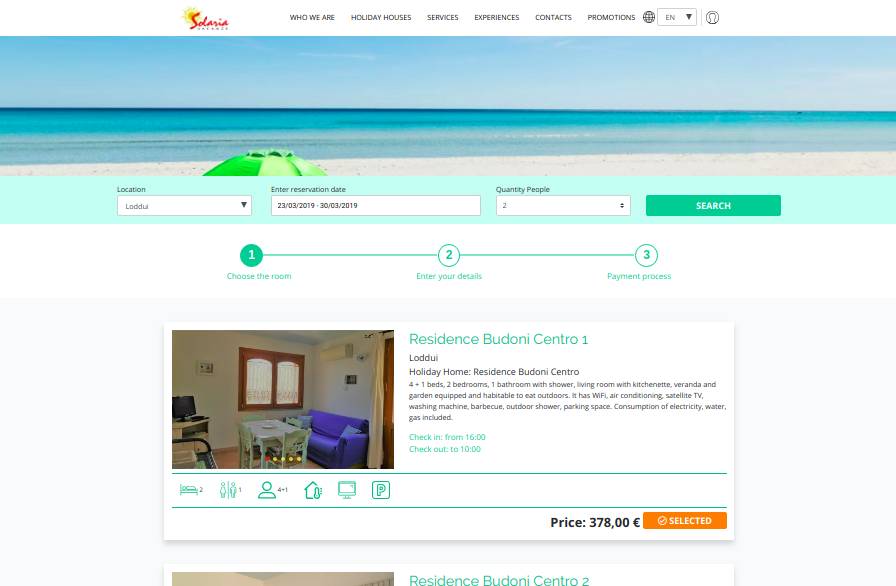 Solaria
VACANZE
WHO WE ARE
HOLIDAY HOUSES
SERVICES
EXPERIENCES
CONTACTS
PROMOTIONS
EN
Location
Enter reservation date
Quantity People
Loddui
23/03/2019 - 30/03/2019
2
SEARCH
1
2
3
Choose the room
Enter your details
Payment process
Residence Budoni Centro 1
Loddui
Holiday Home: Residence Budoni Centro
4 + 1 beds, 2 bedrooms, 1 bathroom with shower, living room with kitchenette, veranda and
garden equipped and habitable to eat outdoors. It has WiFi, air conditioning, satellite TV,
washing machine, barbecue, outdoor shower, parking space. Consumption of electricity, water,
gas included.
Check in: from 16:00
Check out: to 10:00
2
1
4+1
P
Price: 378,00 €
SELECTED
Residence Budoni Centro 2